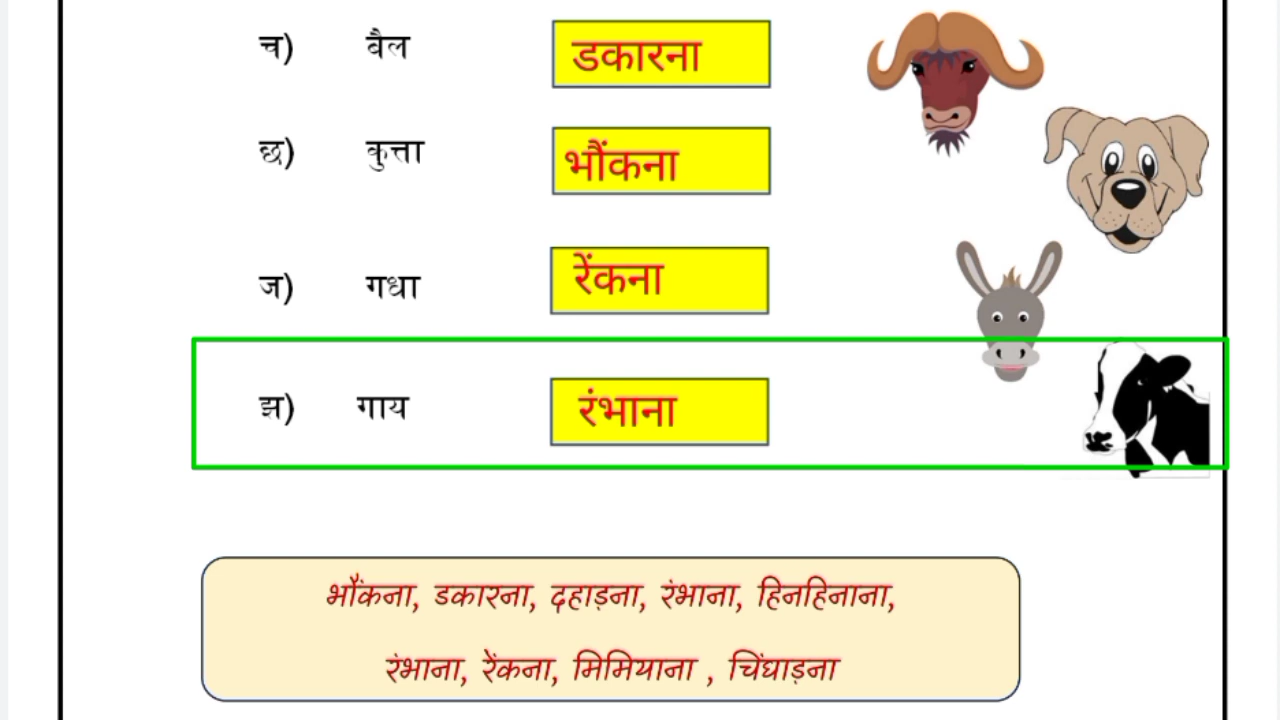 च) बैल डकारना
छ) कुत्ता भौंकना
ज) गधा रेंकना
झ) गाय रंभाना
भौंकना, डकारना, दहाड़ना, रंभाना, हिनहिनाना,
रंभाना, रेंकना, मिमियाना , चिंघाड़ना